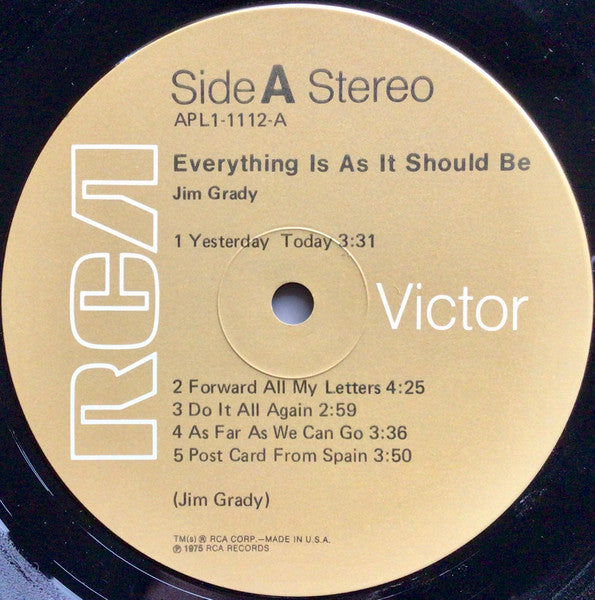 Side A Stereo
APL1-1112-A
Everything Is As It Should Be
Jim Grady
1 Yesterday Today 3:31
RCA
Victor
2 Forward All My Letters 4:25
3 Do It All Again 2:59
4 As Far As We Can Go 3:36
5 Post Card From Spain 3:50
(Jim Grady)
TM(s) ® RCA CORP.—MADE IN U.S.A.
℗ 1975 RCA RECORDS